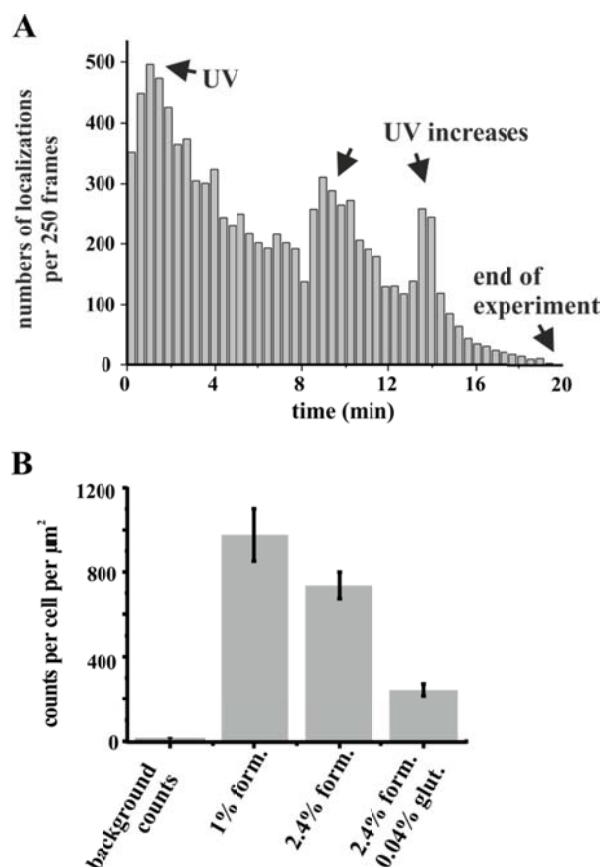 A
numbers of localizations
per 250 frames
500
400
300
200
100
0
UV
UV increases
end of
experiment
0
4
8
12
16
20
time (min)
B
counts per cell per µm²
1200
800
400
0
background
counts
1% form.
2.4% form.
2.4% form.
0.04% glut.